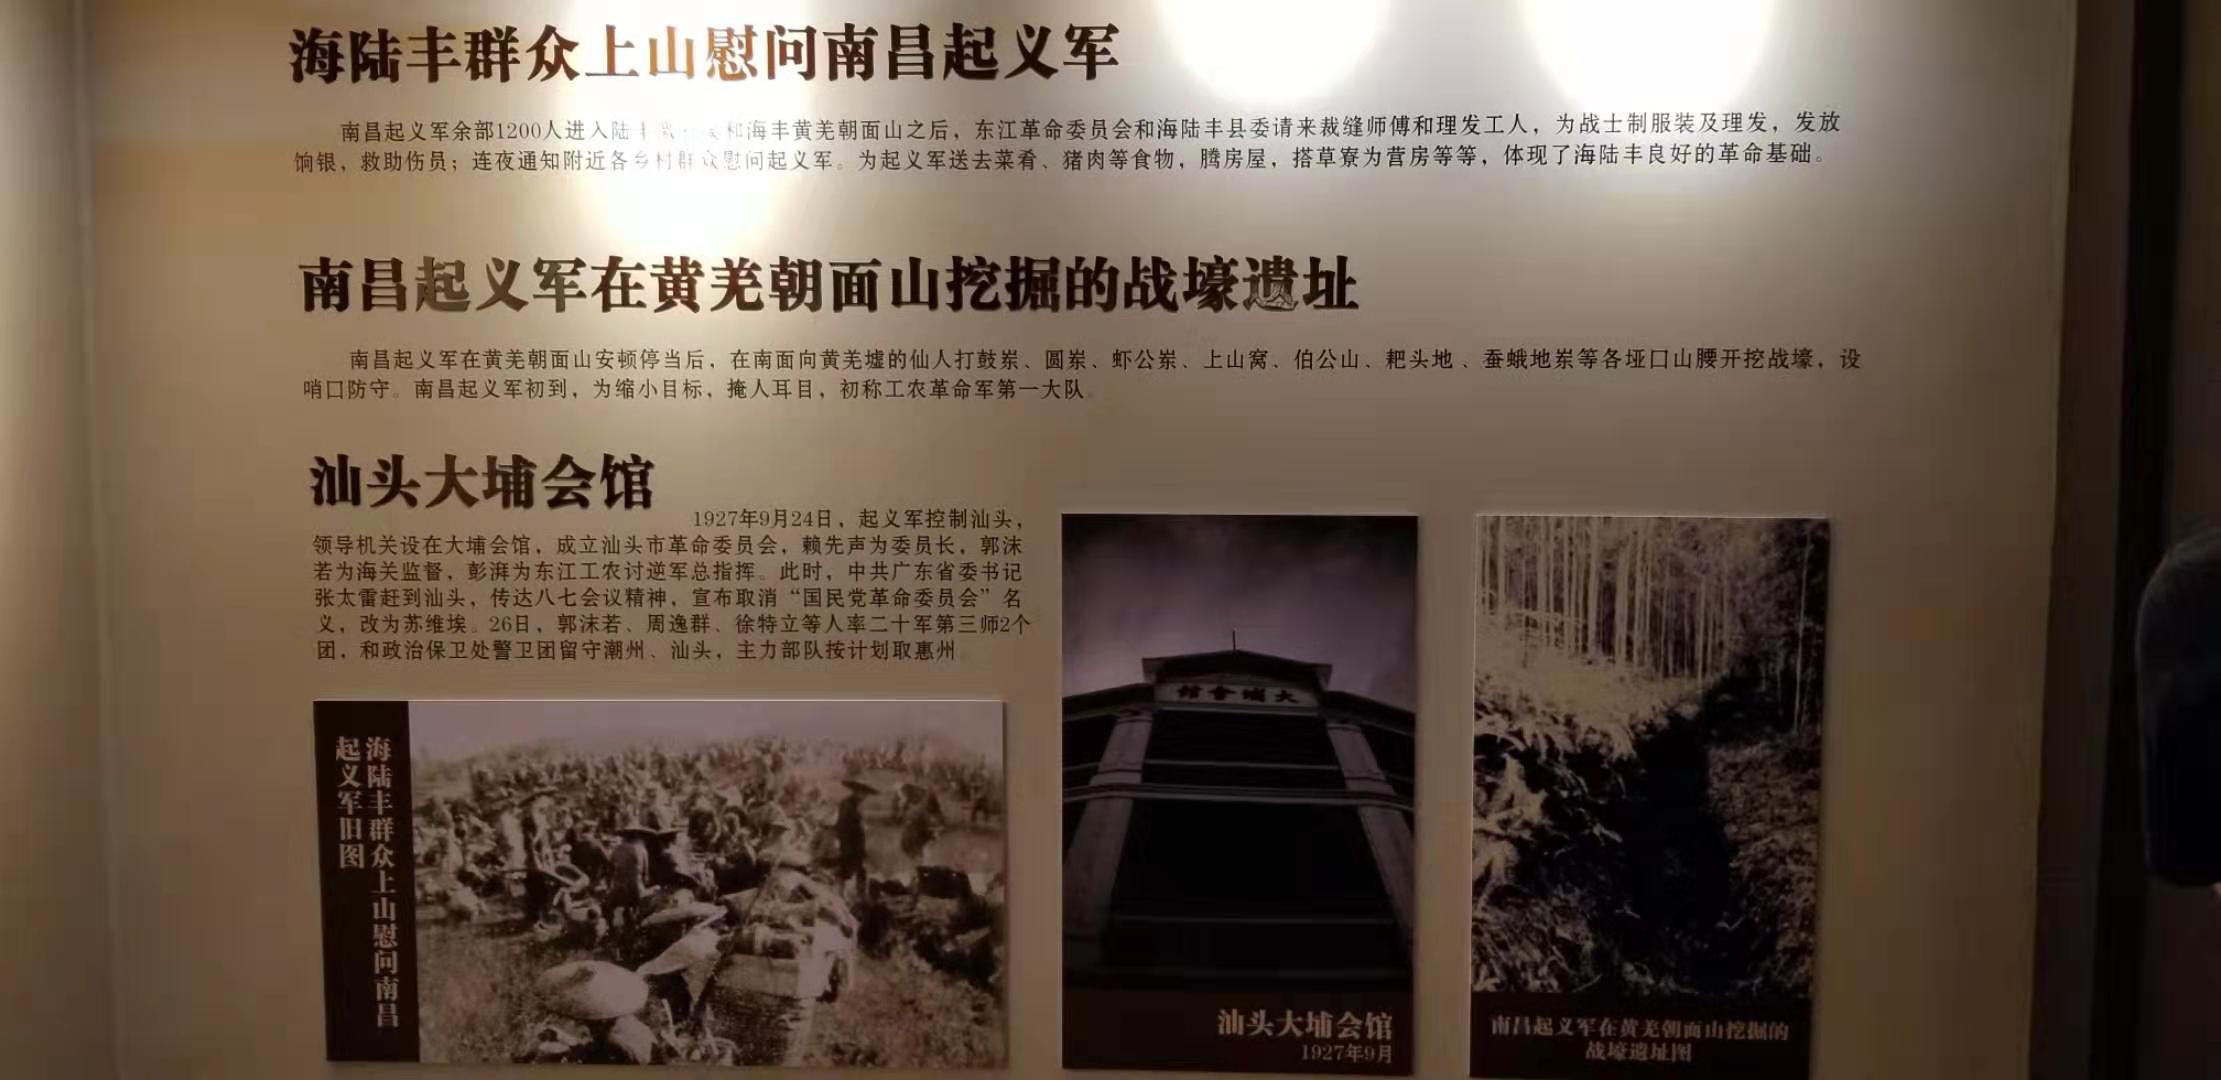 海陆丰群众上山慰问南昌起义军
南昌起义军余部1200人进入陆丰和海丰黄羌朝面山之后，东江革命委员会和海陆丰县委请来裁缝师傅和理发工人，为战士制服装及理发，发放
饷银，救助伤员；连夜通知附近各乡村群众慰问起义军。为起义军送去菜肴、猪肉等食物，腾房屋，搭草寮为营房等等，体现了海陆丰良好的革命基础。
南昌起义军在黄羌朝面山挖掘的战壕遗址
南昌起义军在黄羌朝面山安顿停当后，在南面向黄羌墟的仙人打鼓岽、圆岽、虾公岽、上山窝、伯公山、耙头地、蚕蛾地岽等各垭口山腰开挖战壕，设
哨口防守。南昌起义军初到，为缩小目标，掩人耳目，初称工农革命军第一大队。
汕头大埔会馆
1927年9月24日，起义军控制汕头，
领导机关设在大埔会馆，成立汕头市革命委员会，赖先声为委员长，郭沫
若为海关监督，彭湃为东江工农讨逆军总指挥。此时，中共广东省委书记
张太雷赶到汕头，传达八七会议精神，宣布取消“国民党革命委员会”名
义，改为苏维埃。26日，郭沫若、周逸群、徐特立等人率二十军第三师2个
团，和政治保卫处警卫团留守潮州、汕头，主力部队按计划取惠州。
海陆丰群众上山慰问南昌
起义军旧图
大埔會館
汕头大埔会馆
1927年9月
南昌起义军在黄羌朝面山挖掘的
战壕遗址图